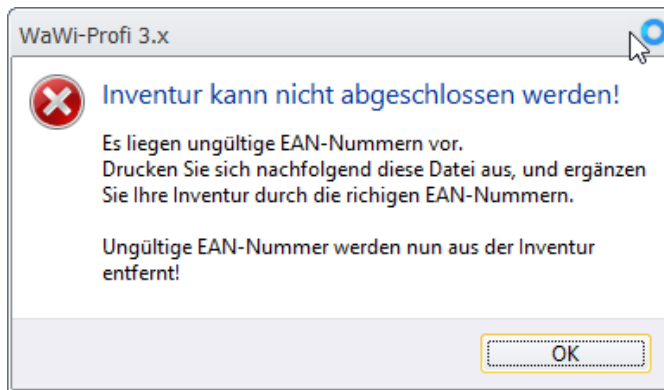 WaWi-Profi 3.x
Inventur kann nicht abgeschlossen werden!
Es liegen ungültige EAN-Nummern vor.
Drucken Sie sich nachfolgend diese Datei aus, und ergänzen
Sie Ihre Inventur durch die richigen EAN-Nummern.
Ungültige EAN-Nummer werden nun aus der Inventur
entfernt!
OK